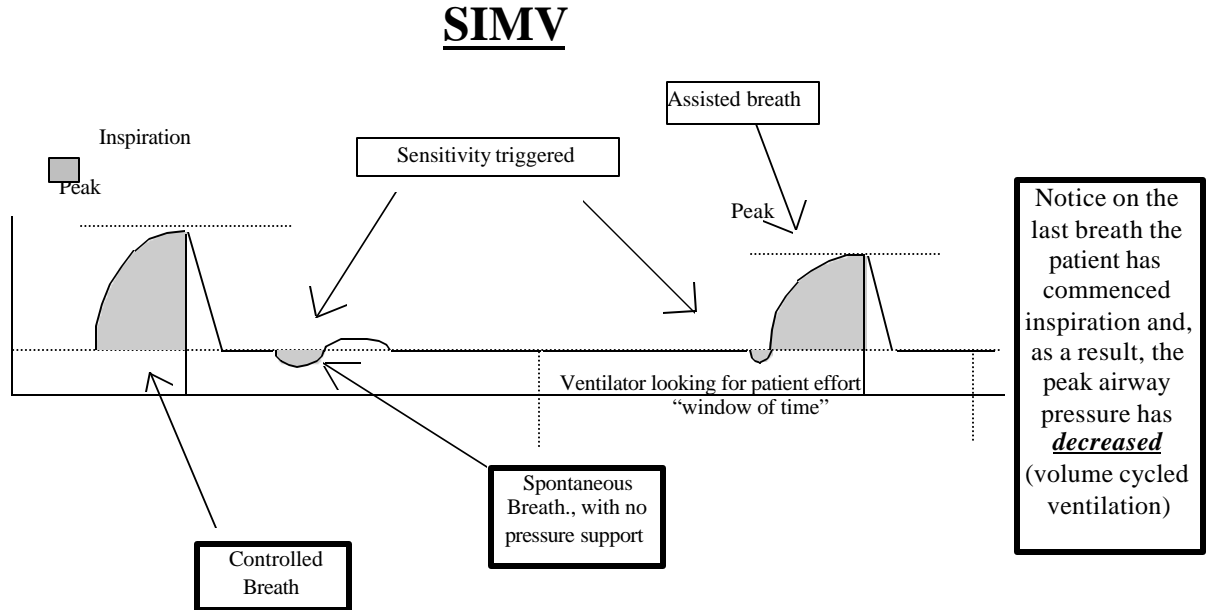 SIMV
Assisted breath
Inspiration
Sensitivity triggered
Peak
Peak
Notice on the
last breath the
patient has
commenced
inspiration and,
as a result, the
peak airway
pressure has
decreased
(volume cycled
ventilation)
Ventilator looking for patient effort
“window of time”
Spontaneous
Breath., with no
pressure support
Controlled
Breath